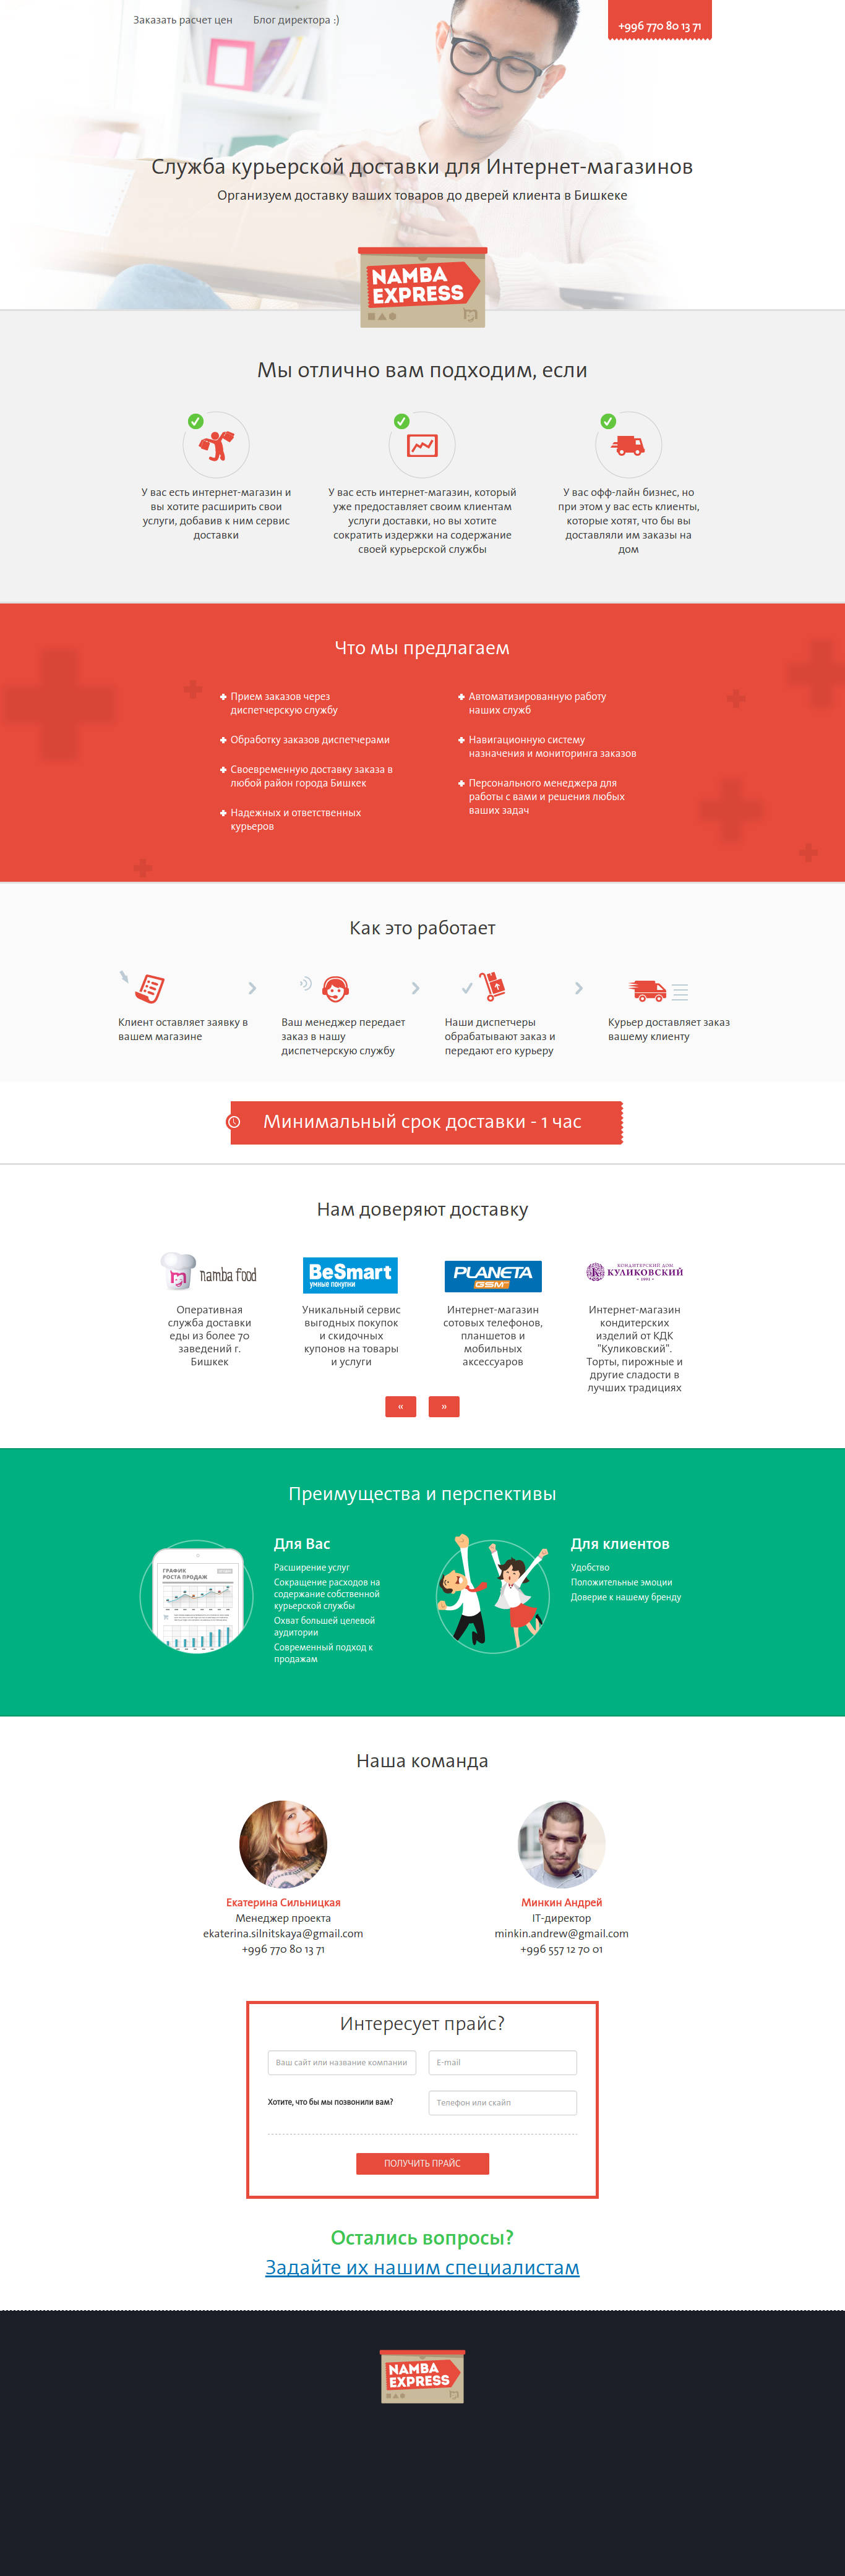 Заказать расчет цен
Блог директора :)
+996 770 80 13 71
Служба курьерской доставки для Интернет-магазинов
Организуем доставку ваших товаров до дверей клиента в Бишкеке
NAMBA
EXPRESS
Мы отлично вам подходим, если
У вас есть интернет-магазин и
вы хотите расширить свои
услуги, добавив к ним сервис
доставки
У вас есть интернет-магазин, который
уже предоставляет своим клиентам
услуги доставки, но вы хотите
сократить издержки на содержание
своей курьерской службы
У вас офф-лайн бизнес, но
при этом у вас есть клиенты,
которые хотят, что бы вы
доставляли им заказы на
дом
Что мы предлагаем
Прием заказов через
диспетчерскую службу
Обработку заказов диспетчерами
Своевременную доставку заказа в
любой район города Бишкек
Надежных и ответственных
курьеров
Автоматизированную работу
наших служб
Навигационную систему
назначения и мониторинга заказов
Персонального менеджера для
работы с вами и решения любых
ваших задач
Как это работает
Клиент оставляет заявку в
вашем магазине
Ваш менеджер передает
заказ в нашу
диспетчерскую службу
Наши диспетчеры
обрабатывают заказ и
передают его курьеру
Курьер доставляет заказ
вашему клиенту
Минимальный срок доставки - 1 час
Нам доверяют доставку
namba food
Оперативная
служба доставки
еды из более 70
заведений г.
Бишкек
BeSmart
умные покупки
Уникальный сервис
выгодных покупок
и скидочных
купонов на товары
и услуги
PLANETA
GSM
Интернет-магазин
сотовых телефонов,
планшетов и
мобильных
аксессуаров
КОНДИТЕРСКИЙ ДОМ
КУЛИКОВСКИЙ
Интернет-магазин
кондитерских
изделий от КДК
"Куликовский".
Торты, пирожные и
другие сладости в
лучших традициях
«
»
Преимущества и перспективы
ГРАФИК
РОСТА ПРОДАЖ
Для Вас
Расширение услуг
Сокращение расходов на
содержание собственной
курьерской службы
Охват большей целевой
аудитории
Современный подход к
продажам
Для клиентов
Удобство
Положительные эмоции
Доверие к нашему бренду
Наша команда
Екатерина Сильницкая
Менеджер проекта
ekaterina.silnitskaya@gmail.com
+996 770 80 13 71
Минкин Андрей
IT-директор
minkin.andrew@gmail.com
+996 557 12 70 01
Интересует прайс?
Ваш сайт или название компании
E-mail
Хотите, что бы мы позвонили вам?
Телефон или скайп
ПОЛУЧИТЬ ПРАЙС
Остались вопросы?
Задайте их нашим специалистам
NAMBA
EXPRESS